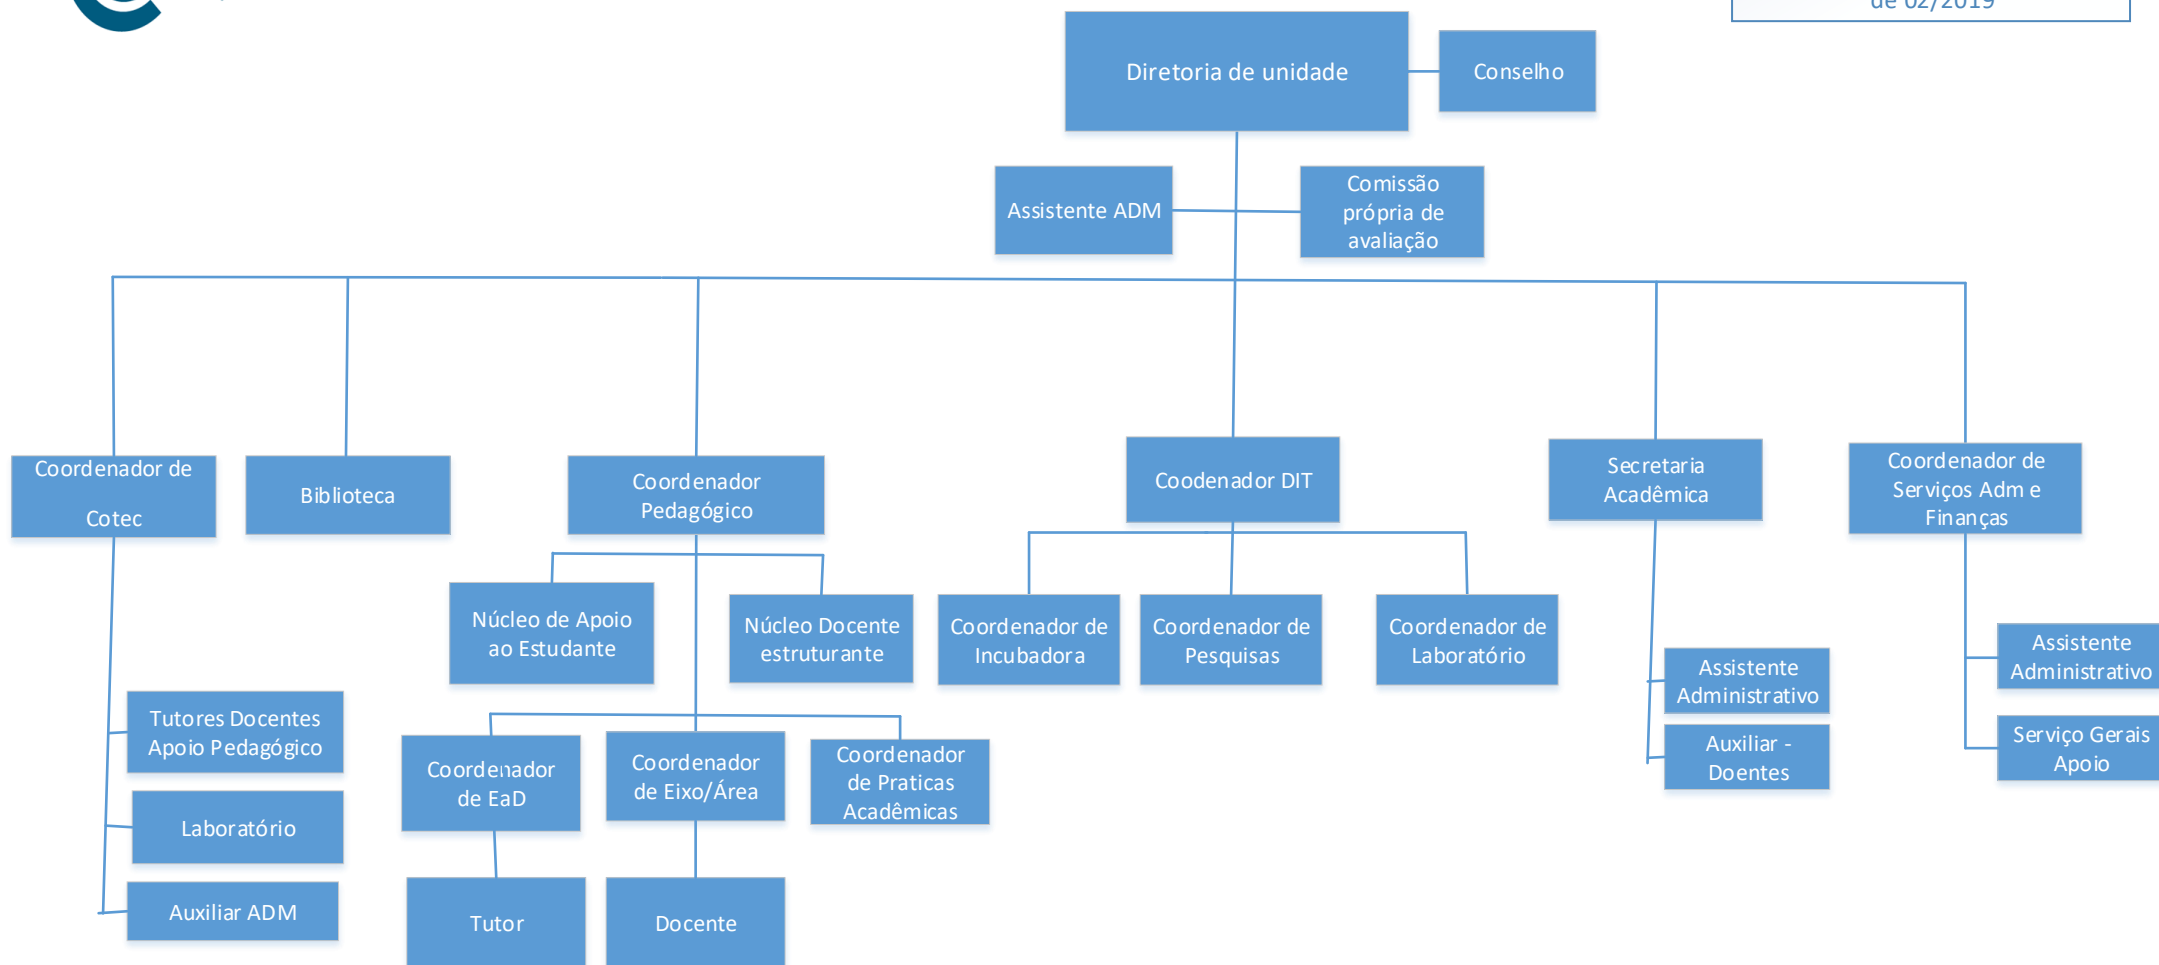 de 02/2019
Diretoria de unidade
Conselho
Assistente ADM
Comissão
própria de
avaliação
Coordenador de
Cotec
Biblioteca
Coordenador
Pedagógico
Coodenador DIT
Secretaria
Acadêmica
Coordenador de
Serviços Adm e
Finanças
Núcleo de Apoio
ao Estudante
Núcleo Docente
estruturante
Coordenador de
Incubadora
Coordenador de
Pesquisas
Coordenador de
Laboratório
Assistente
Administrativo
Auxiliar -
Doentes
Assistente
Administrativo
Serviço Gerais
Apoio
Tutores Docentes
Apoio Pedagógico
Laboratório
Auxiliar ADM
Coordenador
de EaD
Coordenador
de Eixo/Área
Coordenador
de Praticas
Acadêmicas
Tutor
Docente